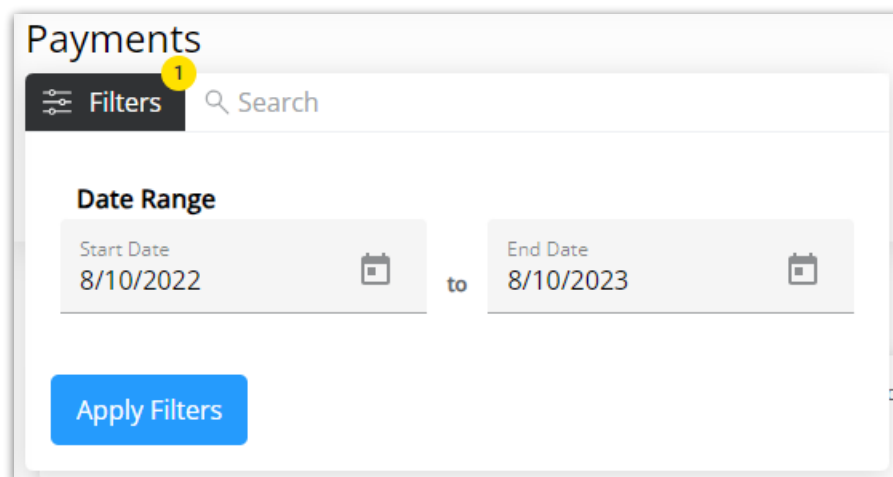 Payments
1
Filters
Search
Date Range
Start Date
8/10/2022
to
End Date
8/10/2023
Apply Filters